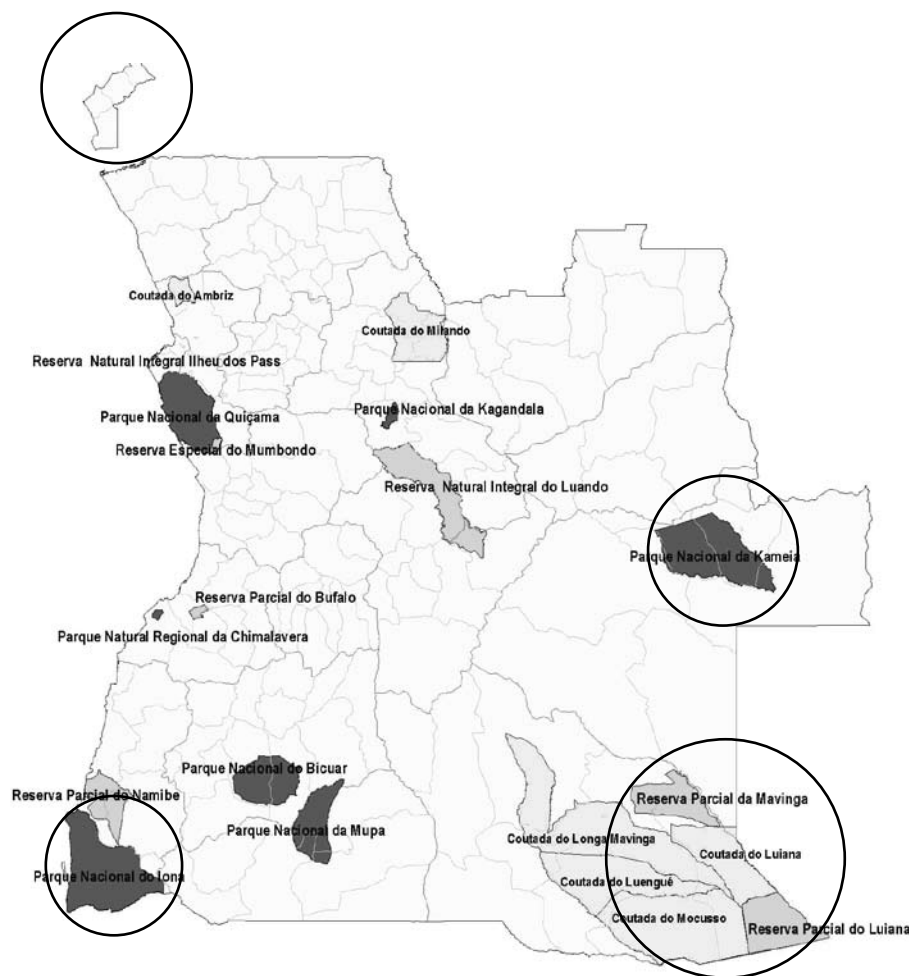 Coutada do Ambriz
Coutada do Milando
Reserva Natural Integral Ilheu dos Pass
Parque Nacional da Quiçama
Parque Nacional da Kagandala
Reserva Especial do Mumbondo
Reserva Natural Integral do Luando
Parque Nacional da Kameia
Reserva Parcial do Bufalo
Parque Natural Regional da Chimalavera
Parque Nacional do Bicuar
Reserva Parcial do Namibe
Reserva Parcial da Mavinga
Parque Nacional da Mupa
Coutada do Longa Mavinga
Coutada do Luiana
Parque Nacional do Iona
Coutada do Luenguê
Coutada do Mocusso
Reserva Parcial do Luiana